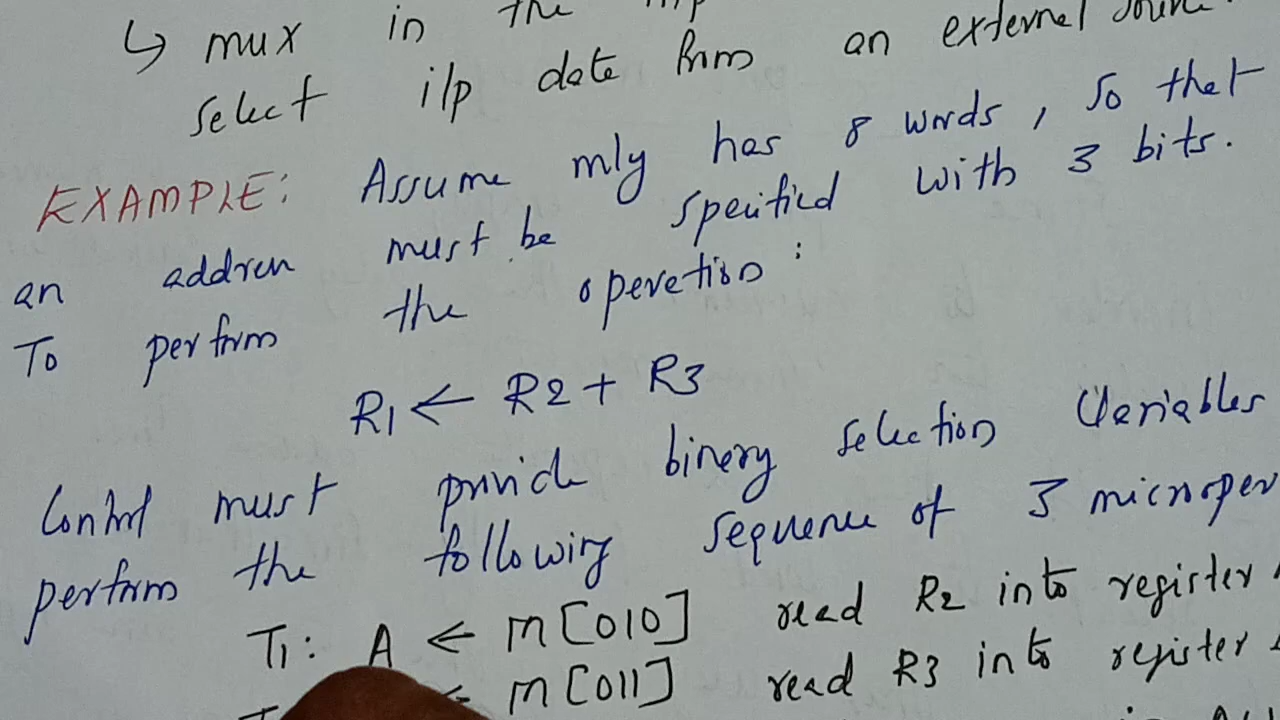 ↳ mux in the
select i/p data from an external source.
EXAMPLE: Assume mly has 8 words, so that
an address must be specified with 3 bits.
To perform the operation:
R1 ← R2 + R3
Control must provide binary selection variables
perform the following sequence of 3 microoper
T1: A ← M[010] read R2 into register
← M[011] read R3 into register